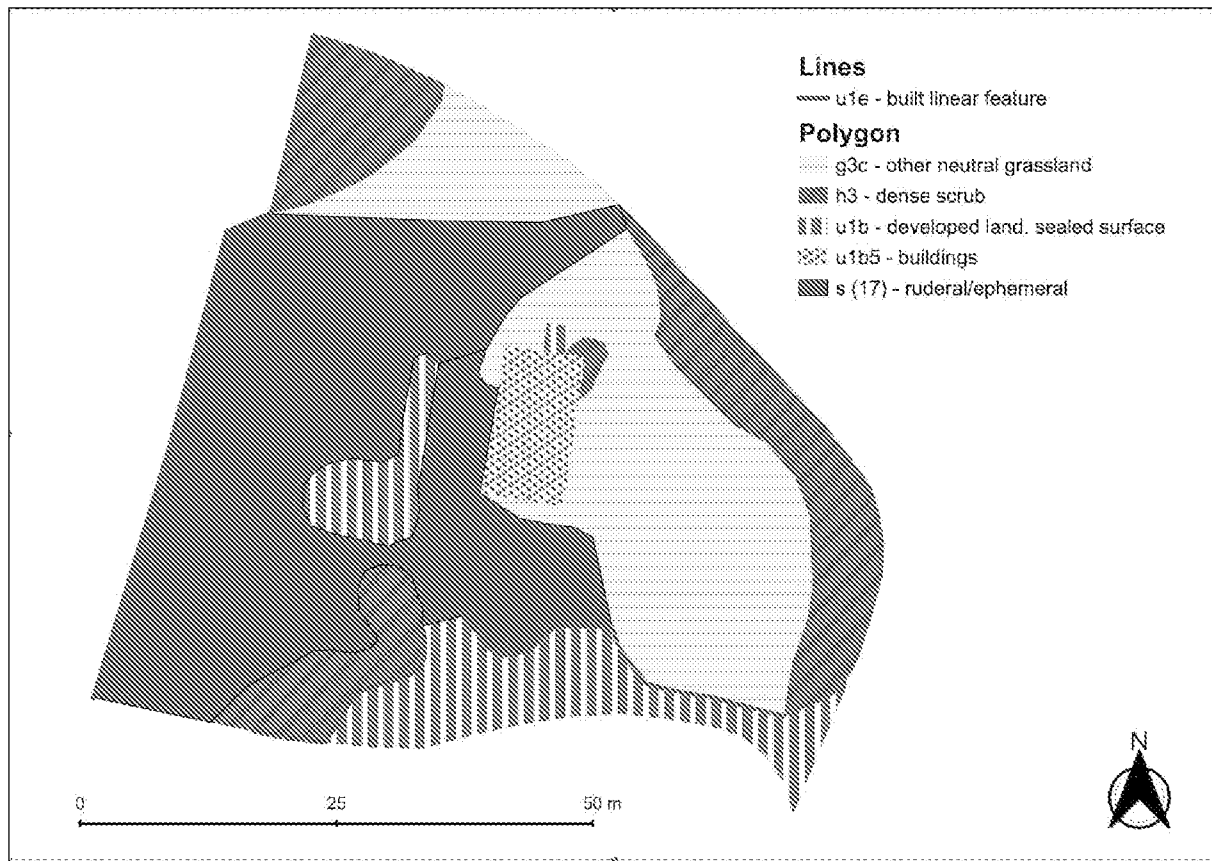 Lines
u1e - built linear feature
Polygon
g3c - other neutral grassland
h3 - dense scrub
u1b - developed land, sealed surface
u1b5 - buildings
s (17) - ruderal/ephemeral
N
0 25 50 m